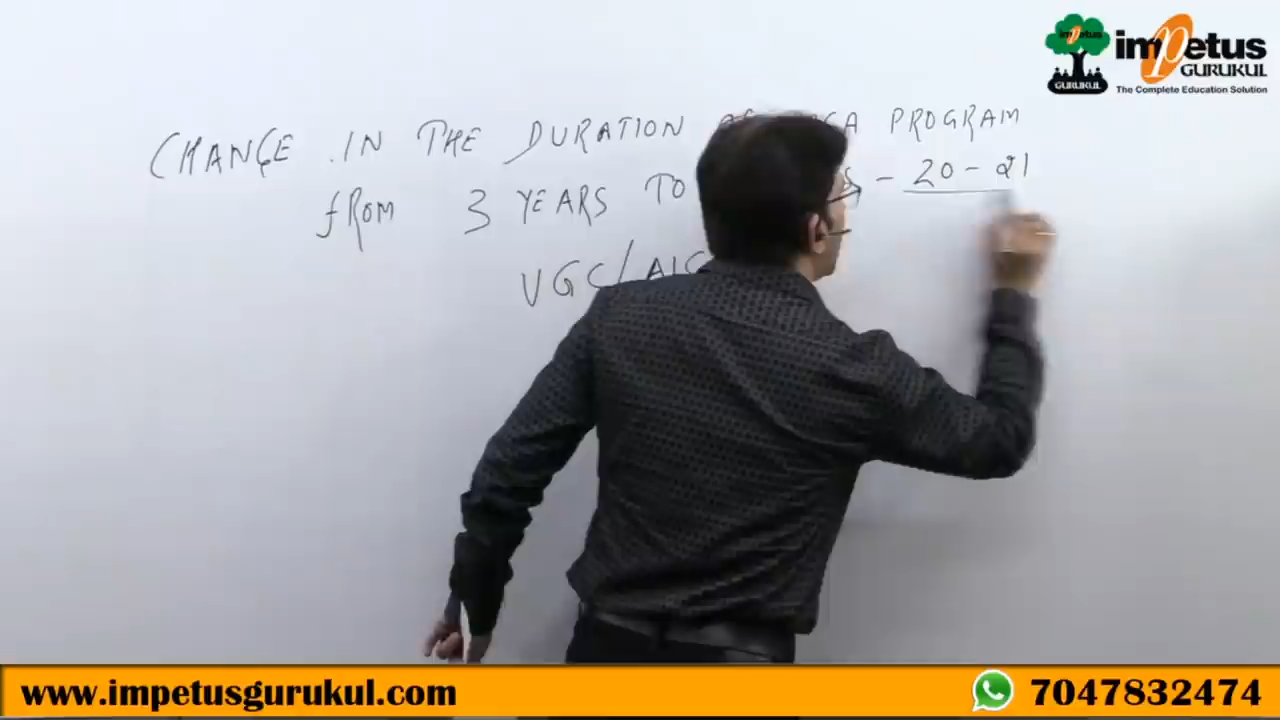 impetus
GURUKUL
impetus
GURUKUL
The Complete Education Solution
CHANGE IN THE DURATION PROGRAM
fROM 3 YEARS TO - 20-21
UGC/
www.impetusgurukul.com
7047832474